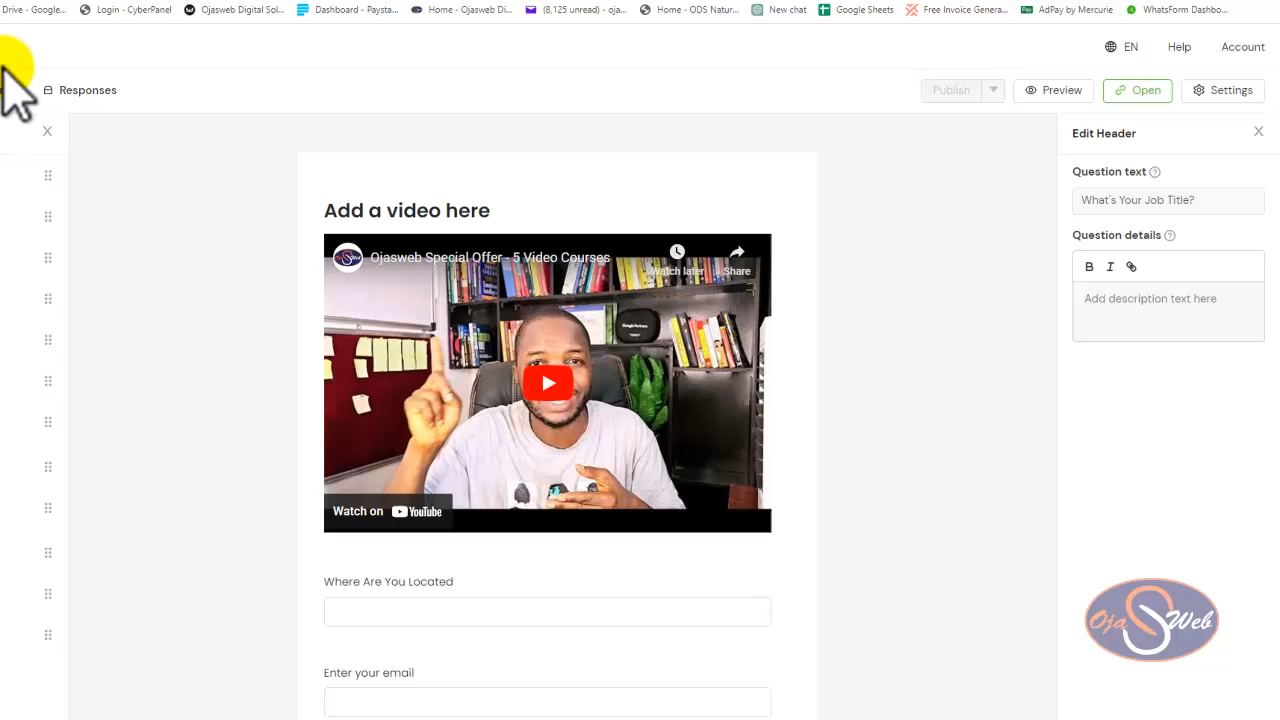 Drive - Google...
Login - CyberPanel
Ojasweb Digital Sol...
Dashboard - Paysta...
Home - Ojasweb Di...
(8,125 unread) - oja...
Home - ODS Natur...
New chat
Google Sheets
Free Invoice Genera...
AdPay by Mercurie
WhatsForm Dashbo...
EN
Help
Account
Responses
Publish
Preview
Open
Settings
Edit Header
Question text
What's Your Job Title?
Question details
B I
Add description text here
Add a video here
Ojasweb Special Offer - 5 Video Courses
Watch later
Share
Google Partners
Watch on YouTube
Where Are You Located
Enter your email
Ojas Web